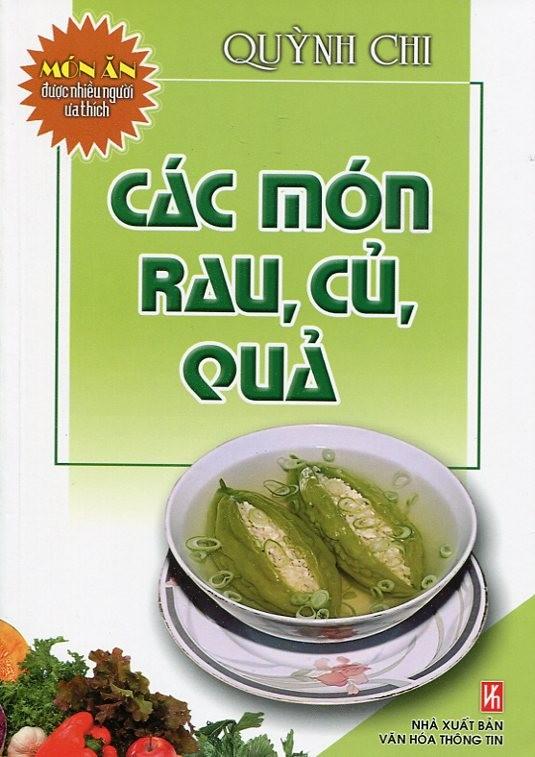 MÓN ĂN
được nhiều người
ưa thích
QUỲNH CHI
CÁC MÓN
RAU, CỦ,
QUẢ
NHÀ XUẤT BẢN
VĂN HÓA THÔNG TIN